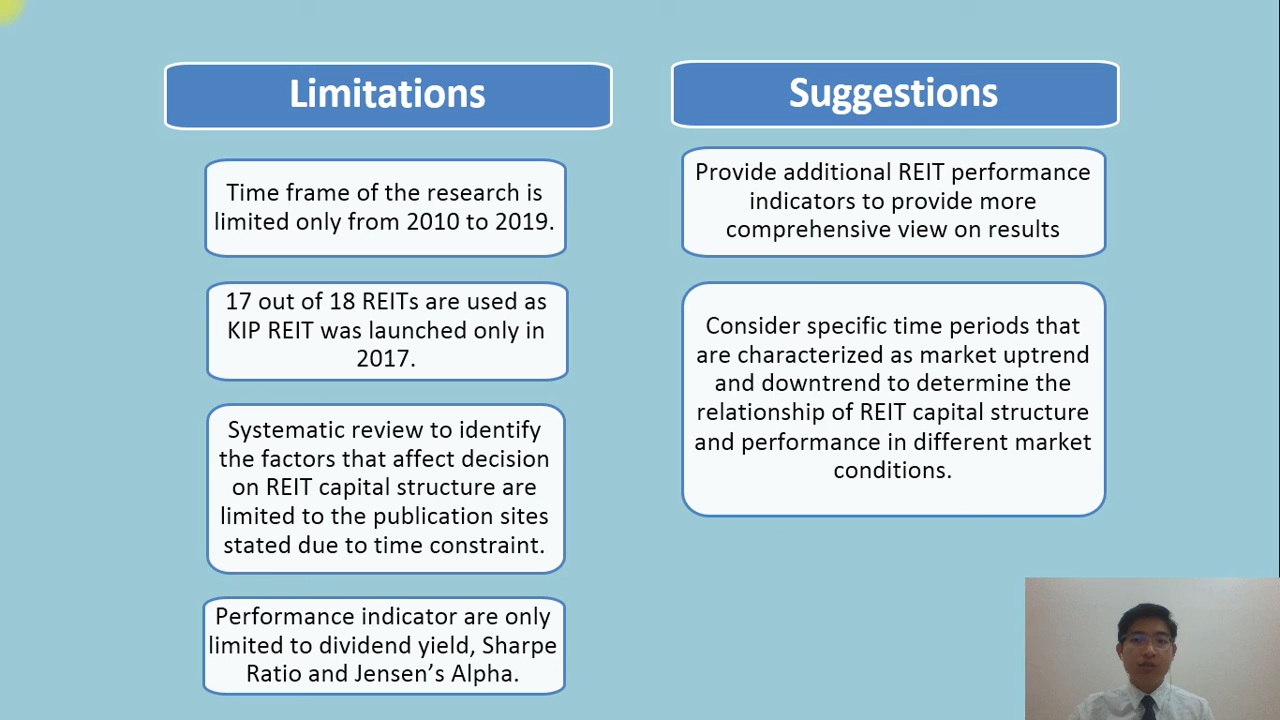 Limitations
Time frame of the research is
limited only from 2010 to 2019.
17 out of 18 REITs are used as
KIP REIT was launched only in
2017.
Systematic review to identify
the factors that affect decision
on REIT capital structure are
limited to the publication sites
stated due to time constraint.
Performance indicator are only
limited to dividend yield, Sharpe
Ratio and Jensen’s Alpha.
Suggestions
Provide additional REIT performance
indicators to provide more
comprehensive view on results
Consider specific time periods that
are characterized as market uptrend
and downtrend to determine the
relationship of REIT capital structure
and performance in different market
conditions.